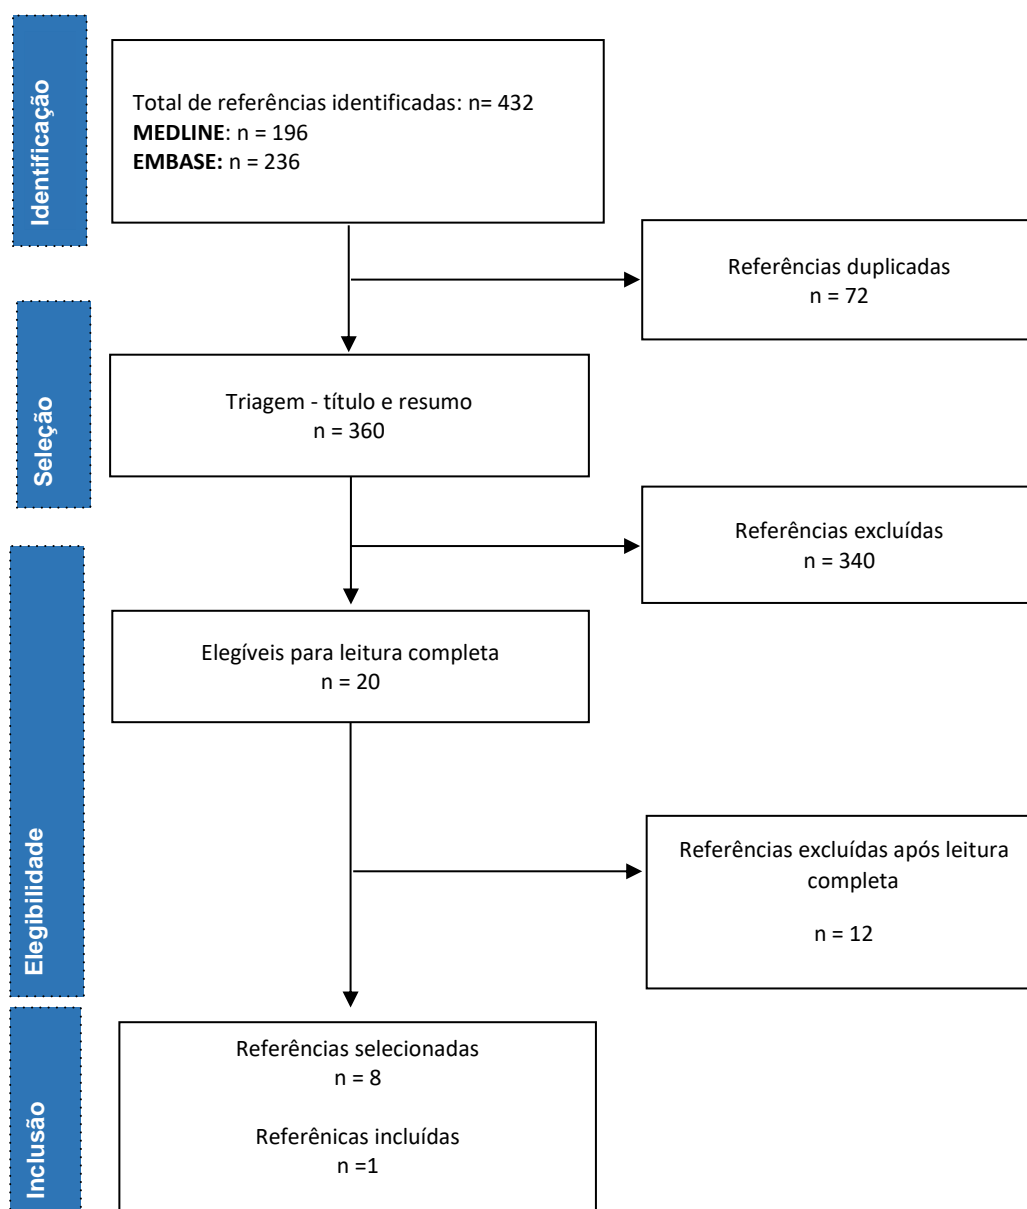 Identificação
Total de referências identificadas: n= 432
MEDLINE: n = 196
EMBASE: n = 236
Referências duplicadas
n = 72
Seleção
Triagem - título e resumo
n = 360
Referências excluídas
n = 340
Elegibilidade
Elegíveis para leitura completa
n = 20
Referências excluídas após leitura
completa
n = 12
Inclusão
Referências selecionadas
n = 8
Referênicas incluídas
n =1